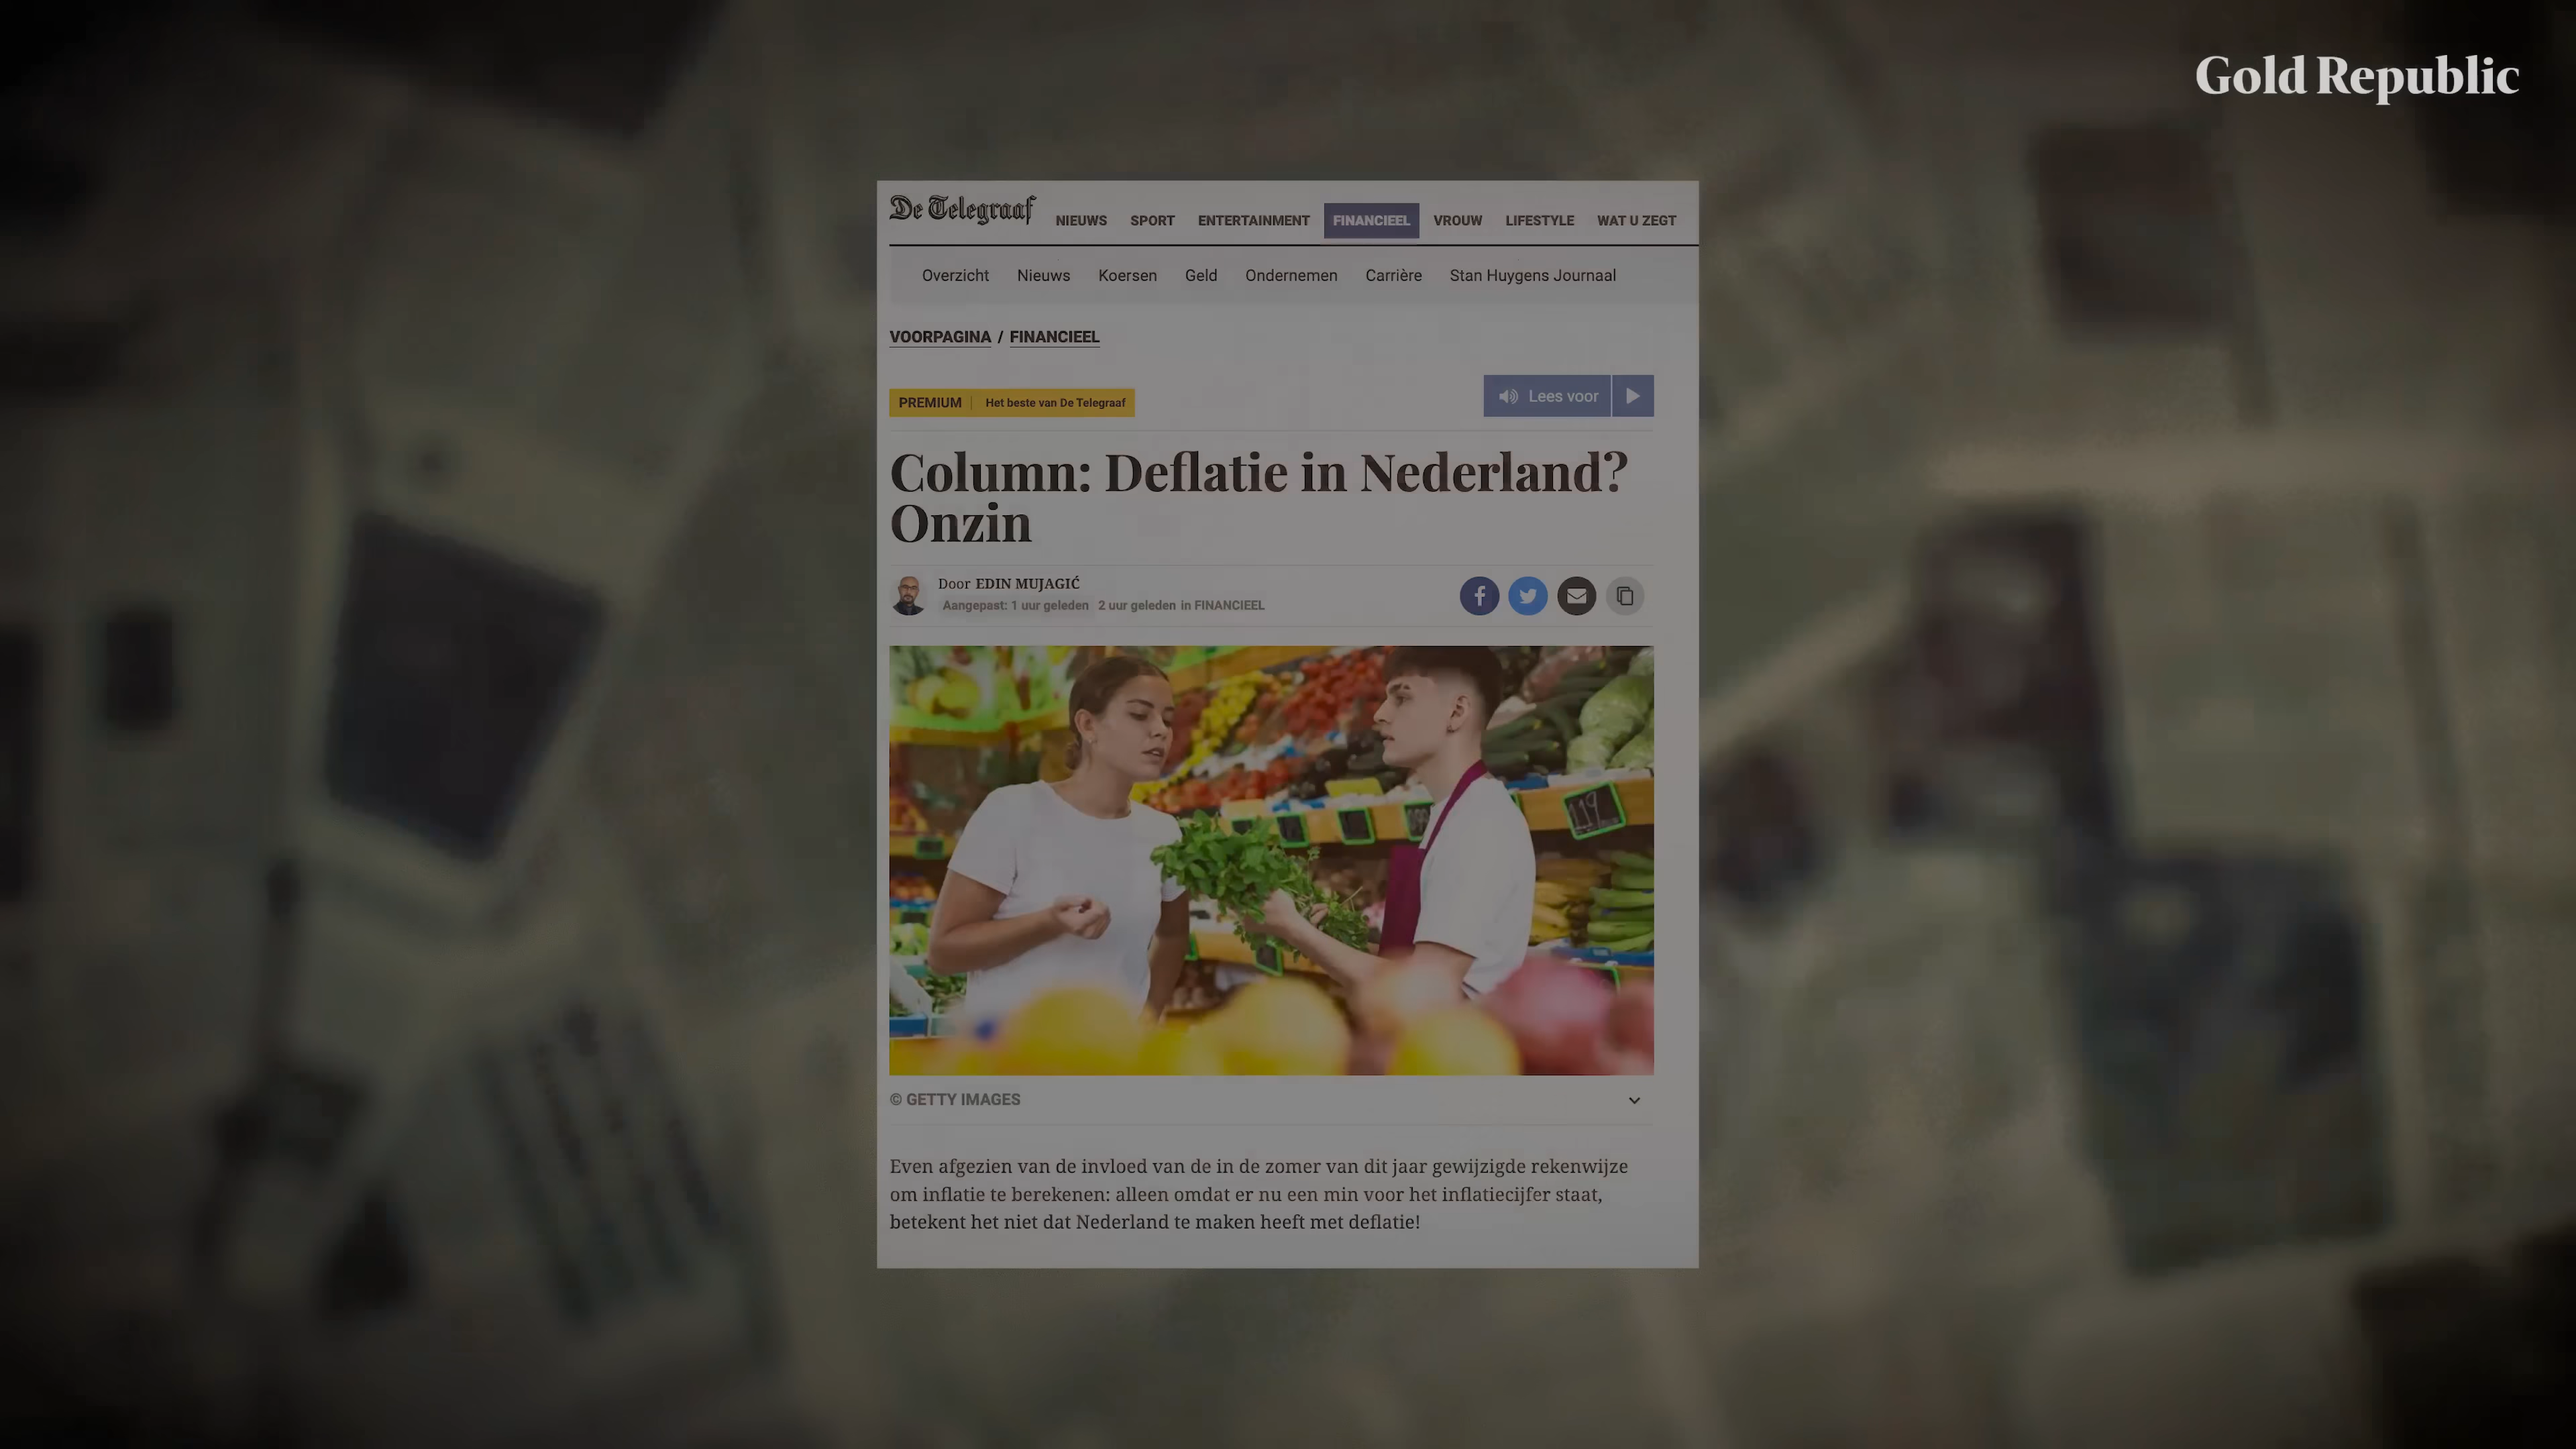 Gold Republic
De Telegraaf
NIEUWS SPORT ENTERTAINMENT FINANCIEEL VROUW LIFESTYLE WAT U ZEGT
Overzicht Nieuws Koersen Geld Ondernemen Carrière Stan Huygens Journaal
VOORPAGINA / FINANCIEEL
PREMIUM | Het beste van De Telegraaf
Lees voor
Column: Deflatie in Nederland?
Onzin
Door EDIN MUJAGIĆ
Aangepast: 1 uur geleden 2 uur geleden in FINANCIEEL
119
© GETTY IMAGES
Even afgezien van de invloed van de in de zomer van dit jaar gewijzigde rekenwijze
om inflatie te berekenen: alleen omdat er nu een min voor het inflatiecijfer staat,
betekent het niet dat Nederland te maken heeft met deflatie!